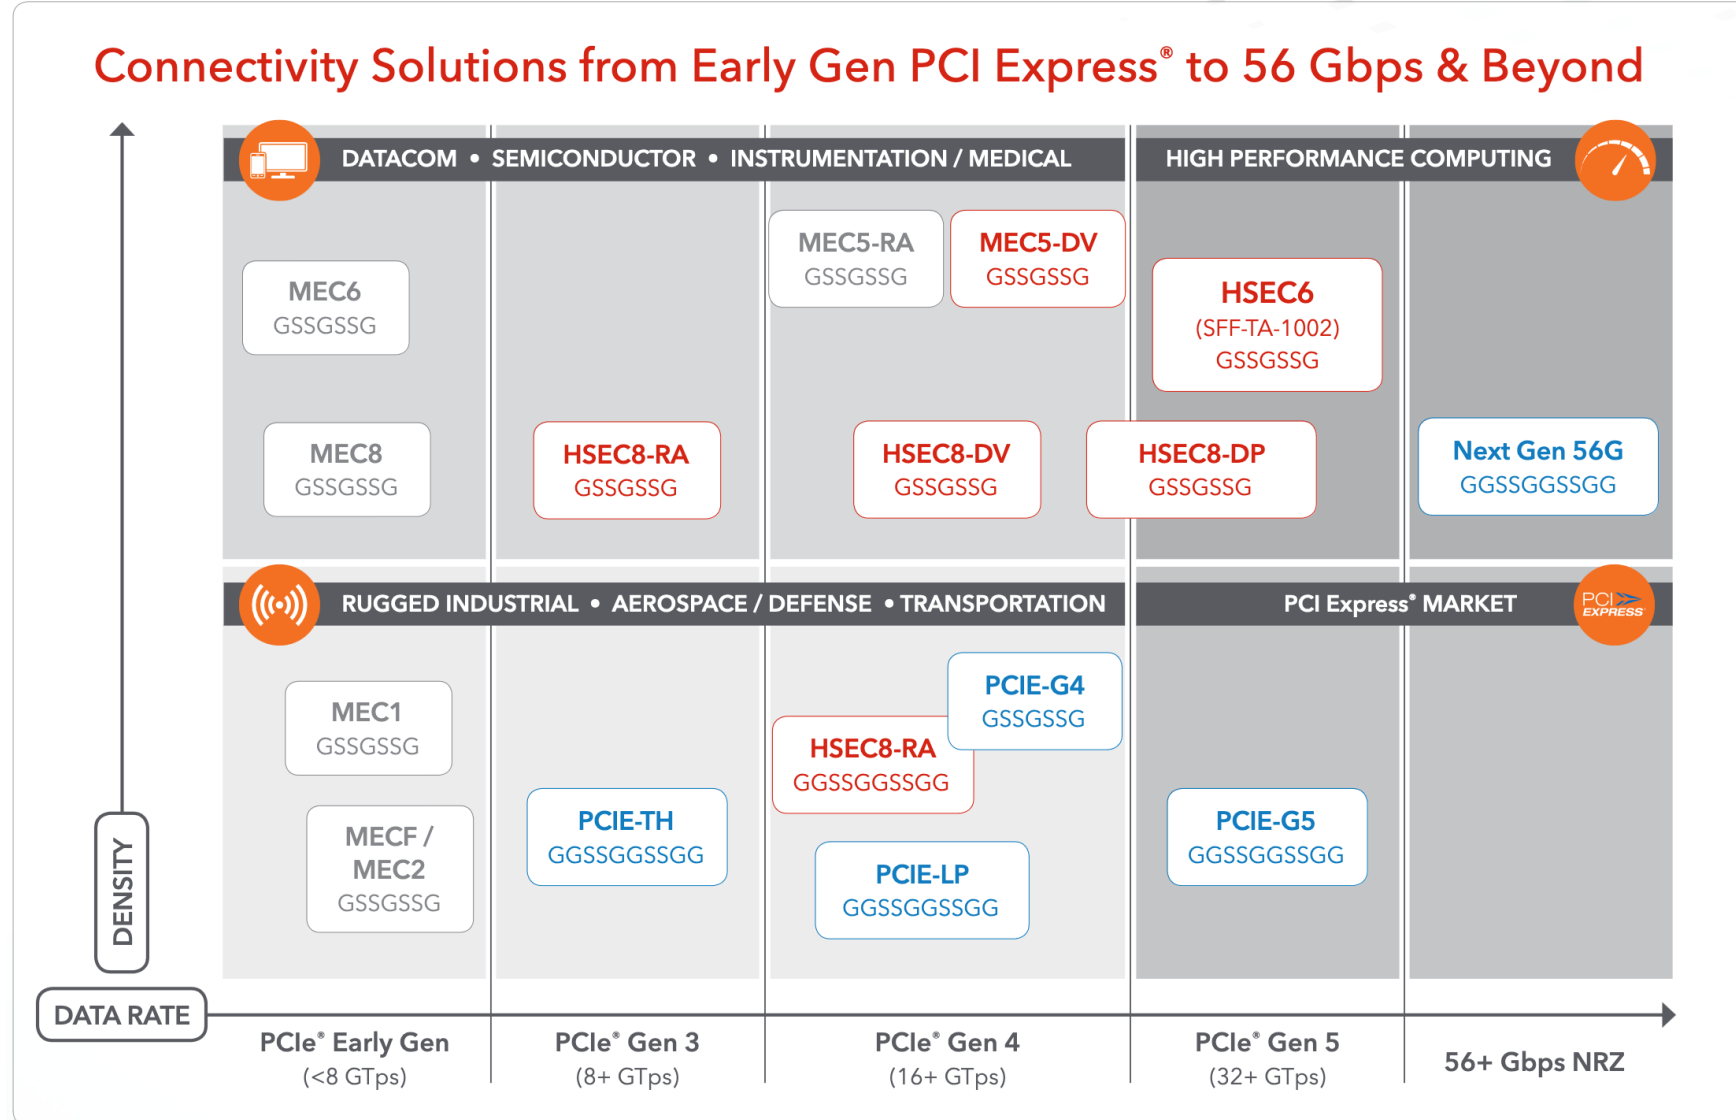 Connectivity Solutions from Early Gen PCI Express® to 56 Gbps & Beyond
DATACOM • SEMICONDUCTOR • INSTRUMENTATION / MEDICAL
HIGH PERFORMANCE COMPUTING
MEC5-RA
GSSGSSG
MEC5-DV
GSSGSSG
MEC6
GSSGSSG
HSEC6
(SFF-TA-1002)
GSSGSSG
MEC8
GSSGSSG
HSEC8-RA
GSSGSSG
HSEC8-DV
GSSGSSG
HSEC8-DP
GSSGSSG
Next Gen 56G
GGSSGGSSGG
RUGGED INDUSTRIAL • AEROSPACE / DEFENSE • TRANSPORTATION
PCI Express® MARKET
PCI
EXPRESS
MEC1
GSSGSSG
PCIE-G4
GSSGSSG
HSEC8-RA
GGSSGGSSGG
MECF /
MEC2
GSSGSSG
PCIE-TH
GGSSGGSSGG
PCIE-LP
GGSSGGSSGG
PCIE-G5
GGSSGGSSGG
DENSITY
DATA RATE
PCIe® Early Gen
(<8 GTps)
PCIe® Gen 3
(8+ GTps)
PCIe® Gen 4
(16+ GTps)
PCIe® Gen 5
(32+ GTps)
56+ Gbps NRZ